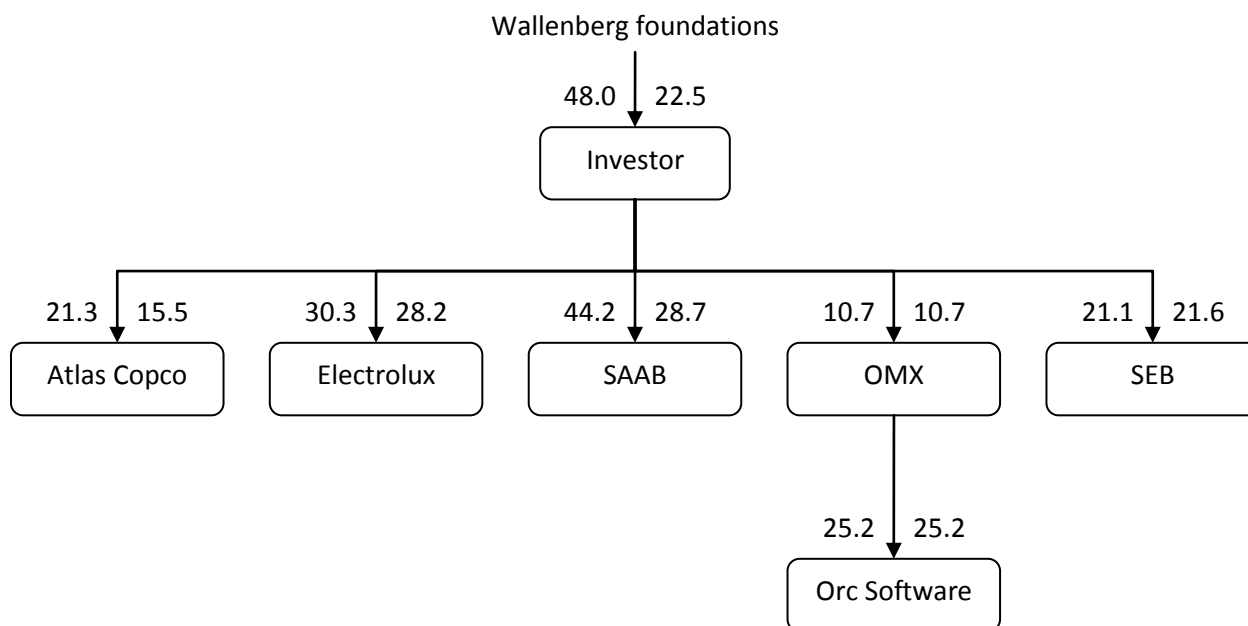 Wallenberg foundations
48.0 22.5
Investor
21.3 15.5 30.3 28.2 44.2 28.7 10.7 10.7 21.1 21.6
Atlas Copco Electrolux SAAB OMX SEB
25.2 25.2
Orc Software